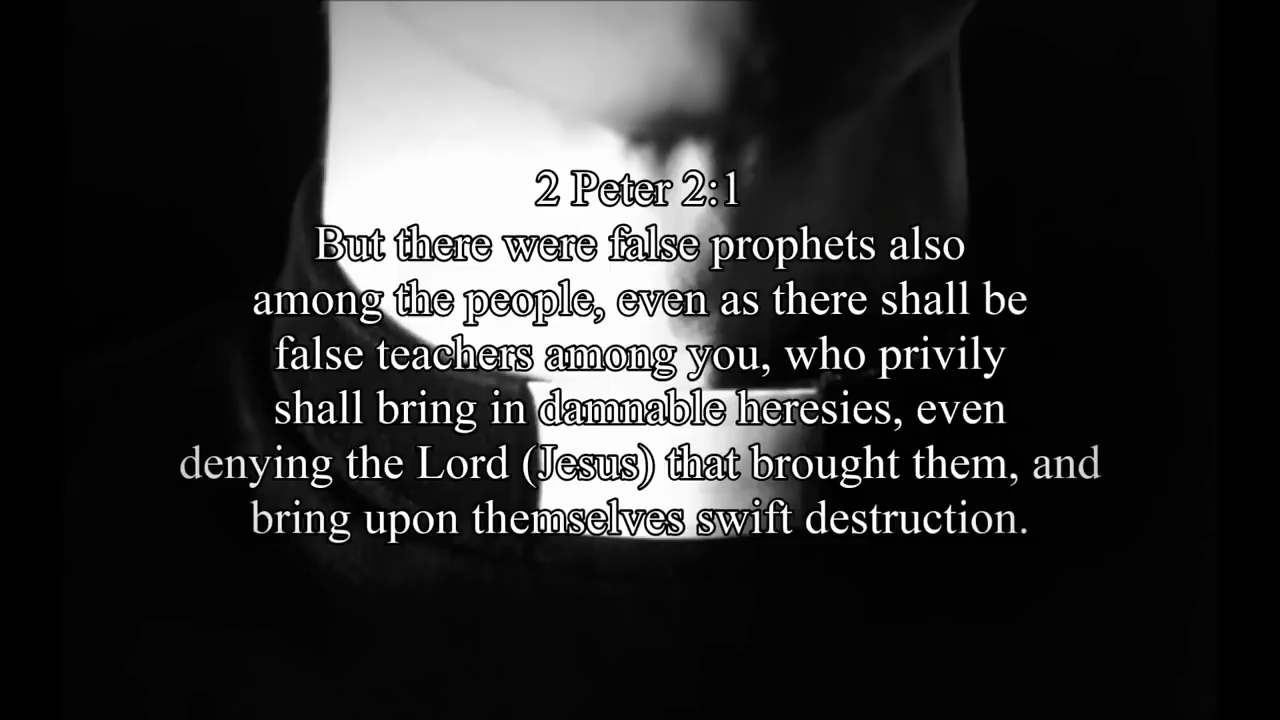 2 Peter 2:1
But there were false prophets also
among the people, even as there shall be
false teachers among you, who privily
shall bring in damnable heresies, even
denying the Lord (Jesus) that brought them, and
bring upon themselves swift destruction.